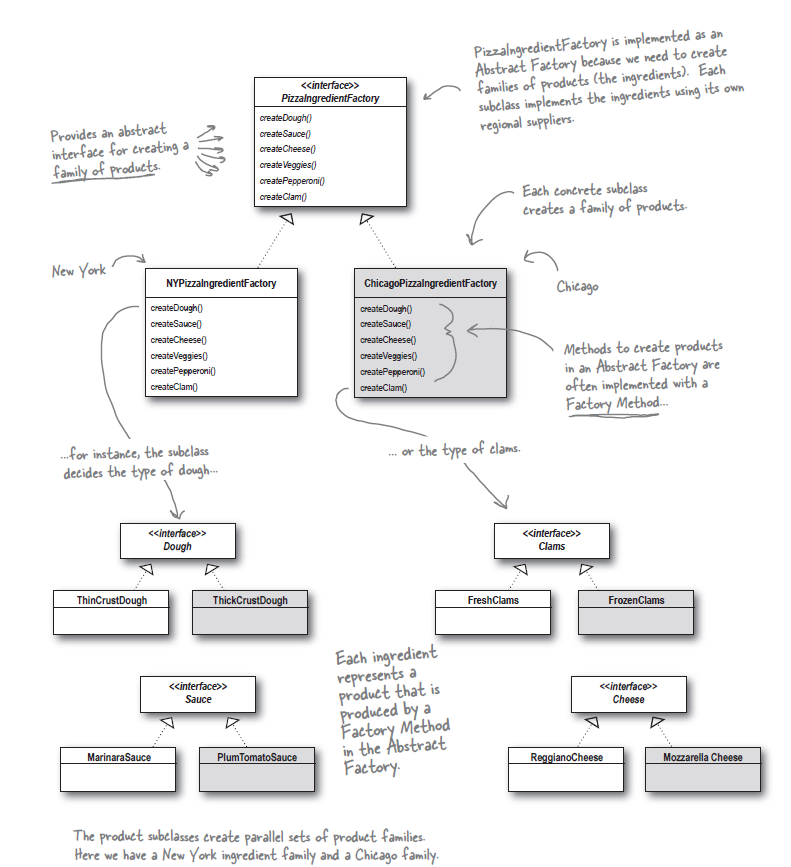 PizzaIngredientFactory is implemented as an
Abstract Factory because we need to create
families of products (the ingredients). Each
subclass implements the ingredients using its own
regional suppliers.
<<interface>>
PizzaIngredientFactory
createDough()
createSauce()
createCheese()
createVeggies()
createPepperoni()
createClam()
Provides an abstract
interface for creating a
family of products.
Each concrete subclass
creates a family of products.
New York
Chicago
NYPizzaIngredientFactory
createDough()
createSauce()
createCheese()
createVeggies()
createPepperoni()
createClam()
ChicagoPizzaIngredientFactory
createDough()
createSauce()
createCheese()
createVeggies()
createPepperoni()
createClam()
Methods to create products
in an Abstract Factory are
often implemented with a
Factory Method...
...for instance, the subclass
decides the type of dough...
... or the type of clams.
<<interface>>
Dough
ThinCrustDough
ThickCrustDough
<<interface>>
Clams
FreshClams
FrozenClams
Each ingredient
represents a
product that is
produced by a
Factory Method
in the Abstract
Factory.
<<interface>>
Sauce
MarinaraSauce
PlumTomatoSauce
<<interface>>
Cheese
ReggianoCheese
Mozzarella Cheese
The product subclasses create parallel sets of product families.
Here we have a New York ingredient family and a Chicago family.